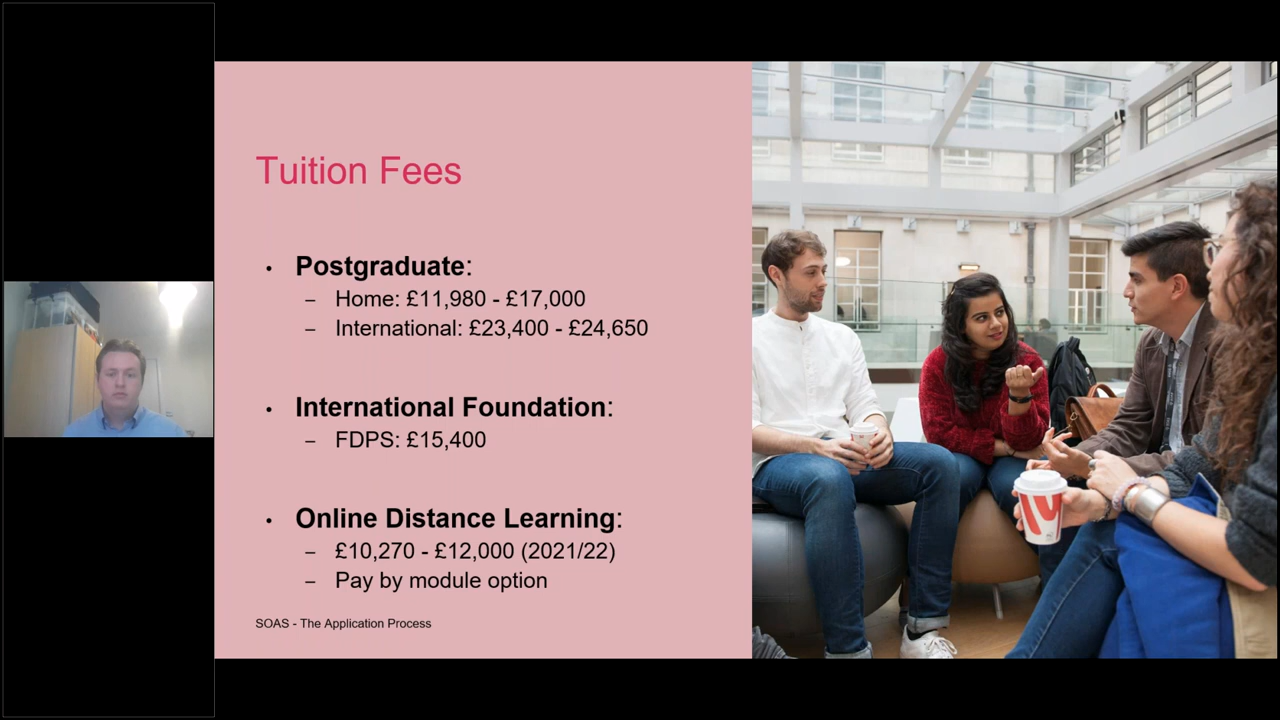 Tuition Fees
• Postgraduate:
– Home: £11,980 - £17,000
– International: £23,400 - £24,650
• International Foundation:
– FDPS: £15,400
• Online Distance Learning:
– £10,270 - £12,000 (2021/22)
– Pay by module option
SOAS - The Application Process